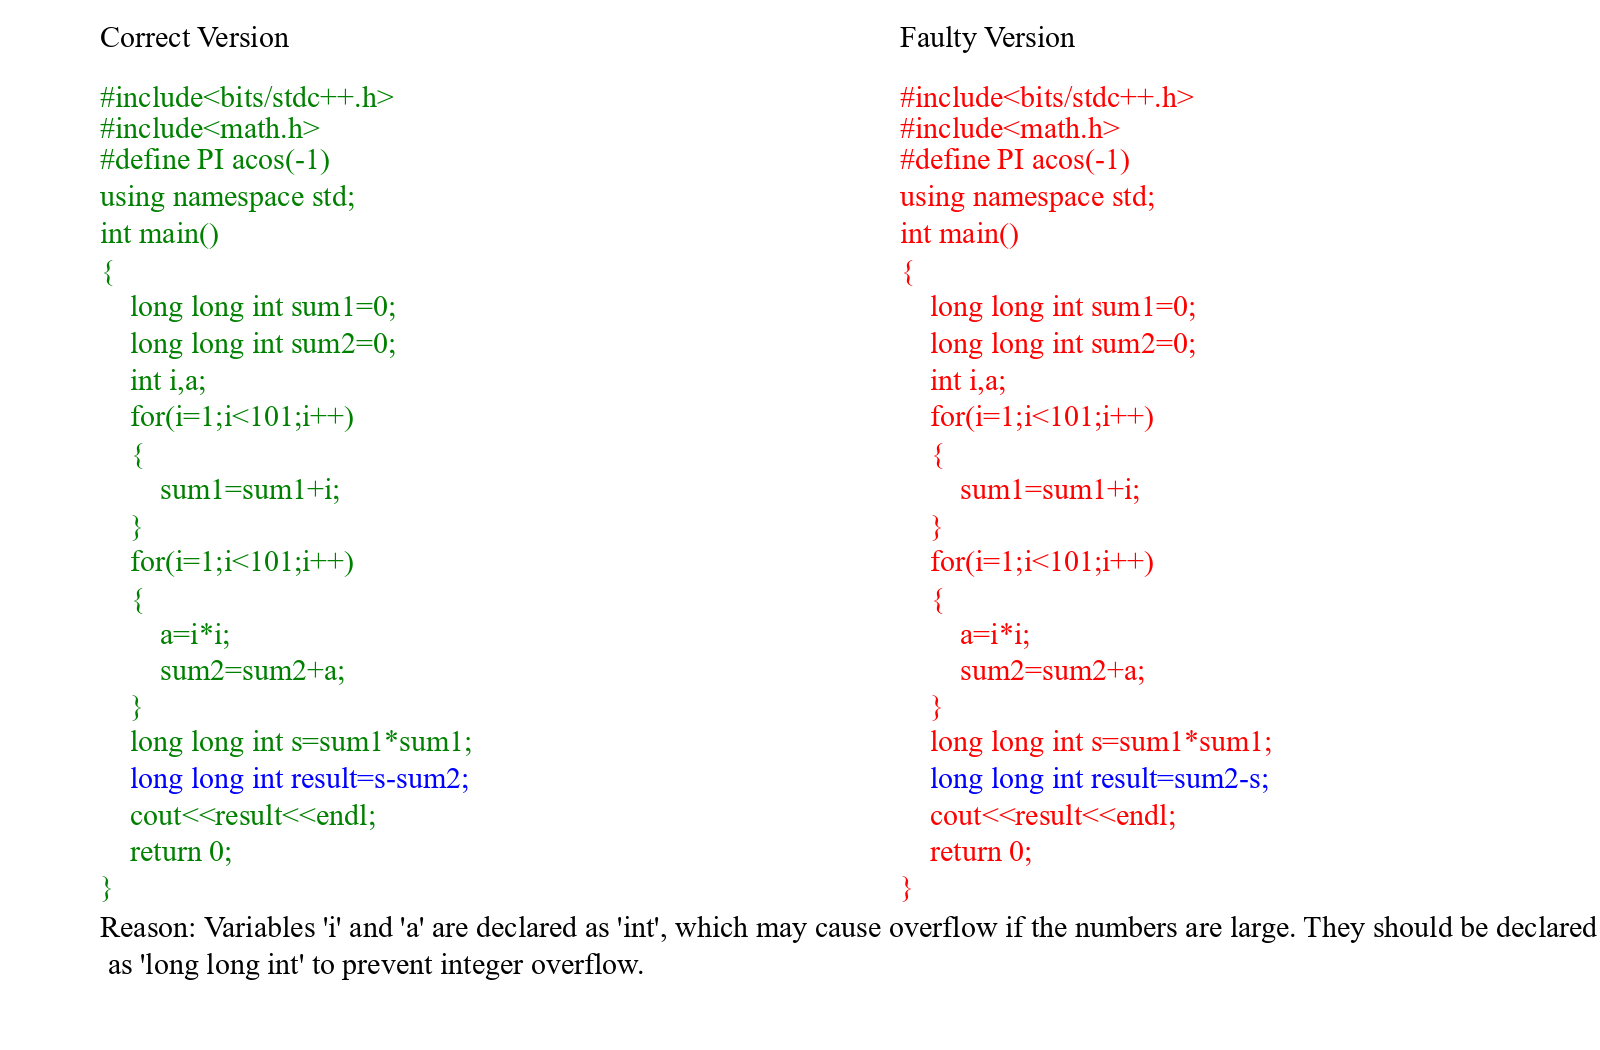 Correct Version
#include<bits/stdc++.h>
#include<math.h>
#define PI acos(-1)
using namespace std;
int main()
{
    long long int sum1=0;
    long long int sum2=0;
    int i,a;
    for(i=1;i<101;i++)
    {
        sum1=sum1+i;
    }
    for(i=1;i<101;i++)
    {
        a=i*i;
        sum2=sum2+a;
    }
    long long int s=sum1*sum1;
    long long int result=s-sum2;
    cout<<result<<endl;
    return 0;
}
Faulty Version
#include<bits/stdc++.h>
#include<math.h>
#define PI acos(-1)
using namespace std;
int main()
{
    long long int sum1=0;
    long long int sum2=0;
    int i,a;
    for(i=1;i<101;i++)
    {
        sum1=sum1+i;
    }
    for(i=1;i<101;i++)
    {
        a=i*i;
        sum2=sum2+a;
    }
    long long int s=sum1*sum1;
    long long int result=sum2-s;
    cout<<result<<endl;
    return 0;
}
Reason: Variables 'i' and 'a' are declared as 'int', which may cause overflow if the numbers are large. They should be declared
as 'long long int' to prevent integer overflow.